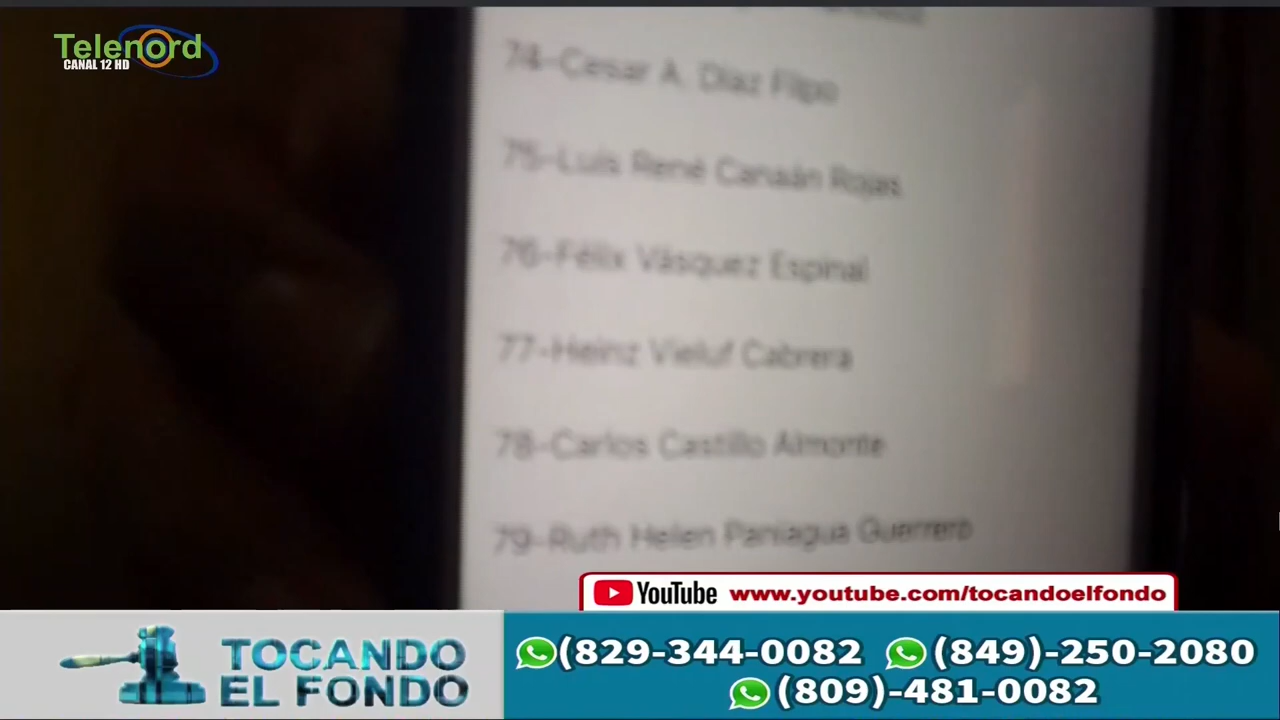 Telenord
CANAL 12 HD
74-Cesar A. Díaz Filpo
75-Luis René Canaán Rojas
76-Félix Vásquez Espinal
77-Heinz Vieluf Cabrera
78-Carlos Castillo Almonte
79-Ruth Helen Paniagua Guerrero
YouTube www.youtube.com/tocandoelfondo
TOCANDO
EL FONDO
(829-344-0082 (849)-250-2080
(809)-481-0082